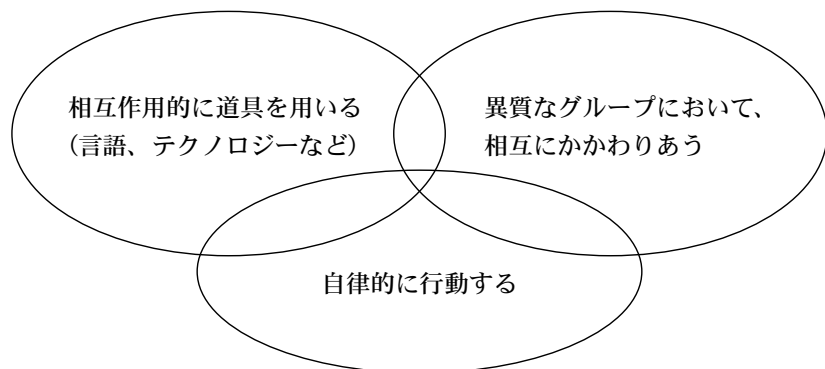 相互作用的に道具を用いる
（言語、テクノロジーなど）
異質なグループにおいて、
相互にかかわりあう
自律的に行動する